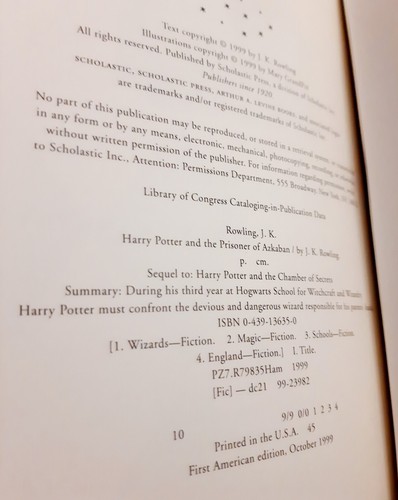 Text copyright © 1999 by J. K. Rowling
Illustrations copyright © 1999 by Mary GrandPré
All rights reserved. Published by Scholastic Press, a division of Scholastic Inc.
Publishers since 1920
SCHOLASTIC, SCHOLASTIC PRESS, ARTHUR A. LEVINE BOOKS, and associated logos
are trademarks and/or registered trademarks of Scholastic Inc.
No part of this publication may be reproduced, or stored in a retrieval system, or transmitted
in any form or by any means, electronic, mechanical, photocopying, recording, or otherwise,
without written permission of the publisher. For information regarding permission, write
to Scholastic Inc., Attention: Permissions Department, 555 Broadway, New York, NY
Library of Congress Cataloging-in-Publication Data
Rowling, J. K.
Harry Potter and the Prisoner of Azkaban / by J. K. Rowling
p. cm.
Sequel to: Harry Potter and the Chamber of Secrets
Summary: During his third year at Hogwarts School for Witchcraft and Wizardry
Harry Potter must confront the devious and dangerous wizard responsible for his parents'
ISBN 0-439-13635-0
[1. Wizards—Fiction. 2. Magic—Fiction. 3. Schools—Fiction.
4. England—Fiction.] I. Title.
PZ7.R79835Ham 1999
[Fic] — dc21 99-23982
10 9/9 0/0 1 2 3 4
Printed in the U.S.A. 45
First American edition, October 1999